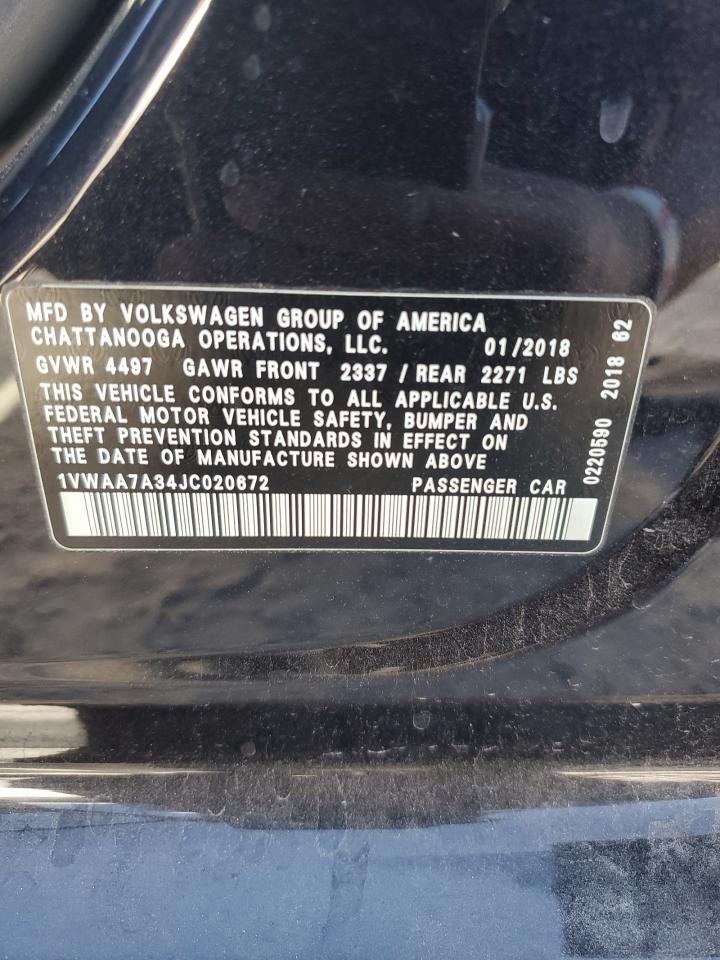 MFD BY VOLKSWAGEN GROUP OF AMERICA
CHATTANOOGA OPERATIONS, LLC. 01/2018
GVWR 4497 GAWR FRONT 2337 / REAR 2271 LBS
THIS VEHICLE CONFORMS TO ALL APPLICABLE U.S.
FEDERAL MOTOR VEHICLE SAFETY, BUMPER AND
THEFT PREVENTION STANDARDS IN EFFECT ON
THE DATE OF MANUFACTURE SHOWN ABOVE
1VWAA7A34JC020672 PASSENGER CAR
0220590 2018 62